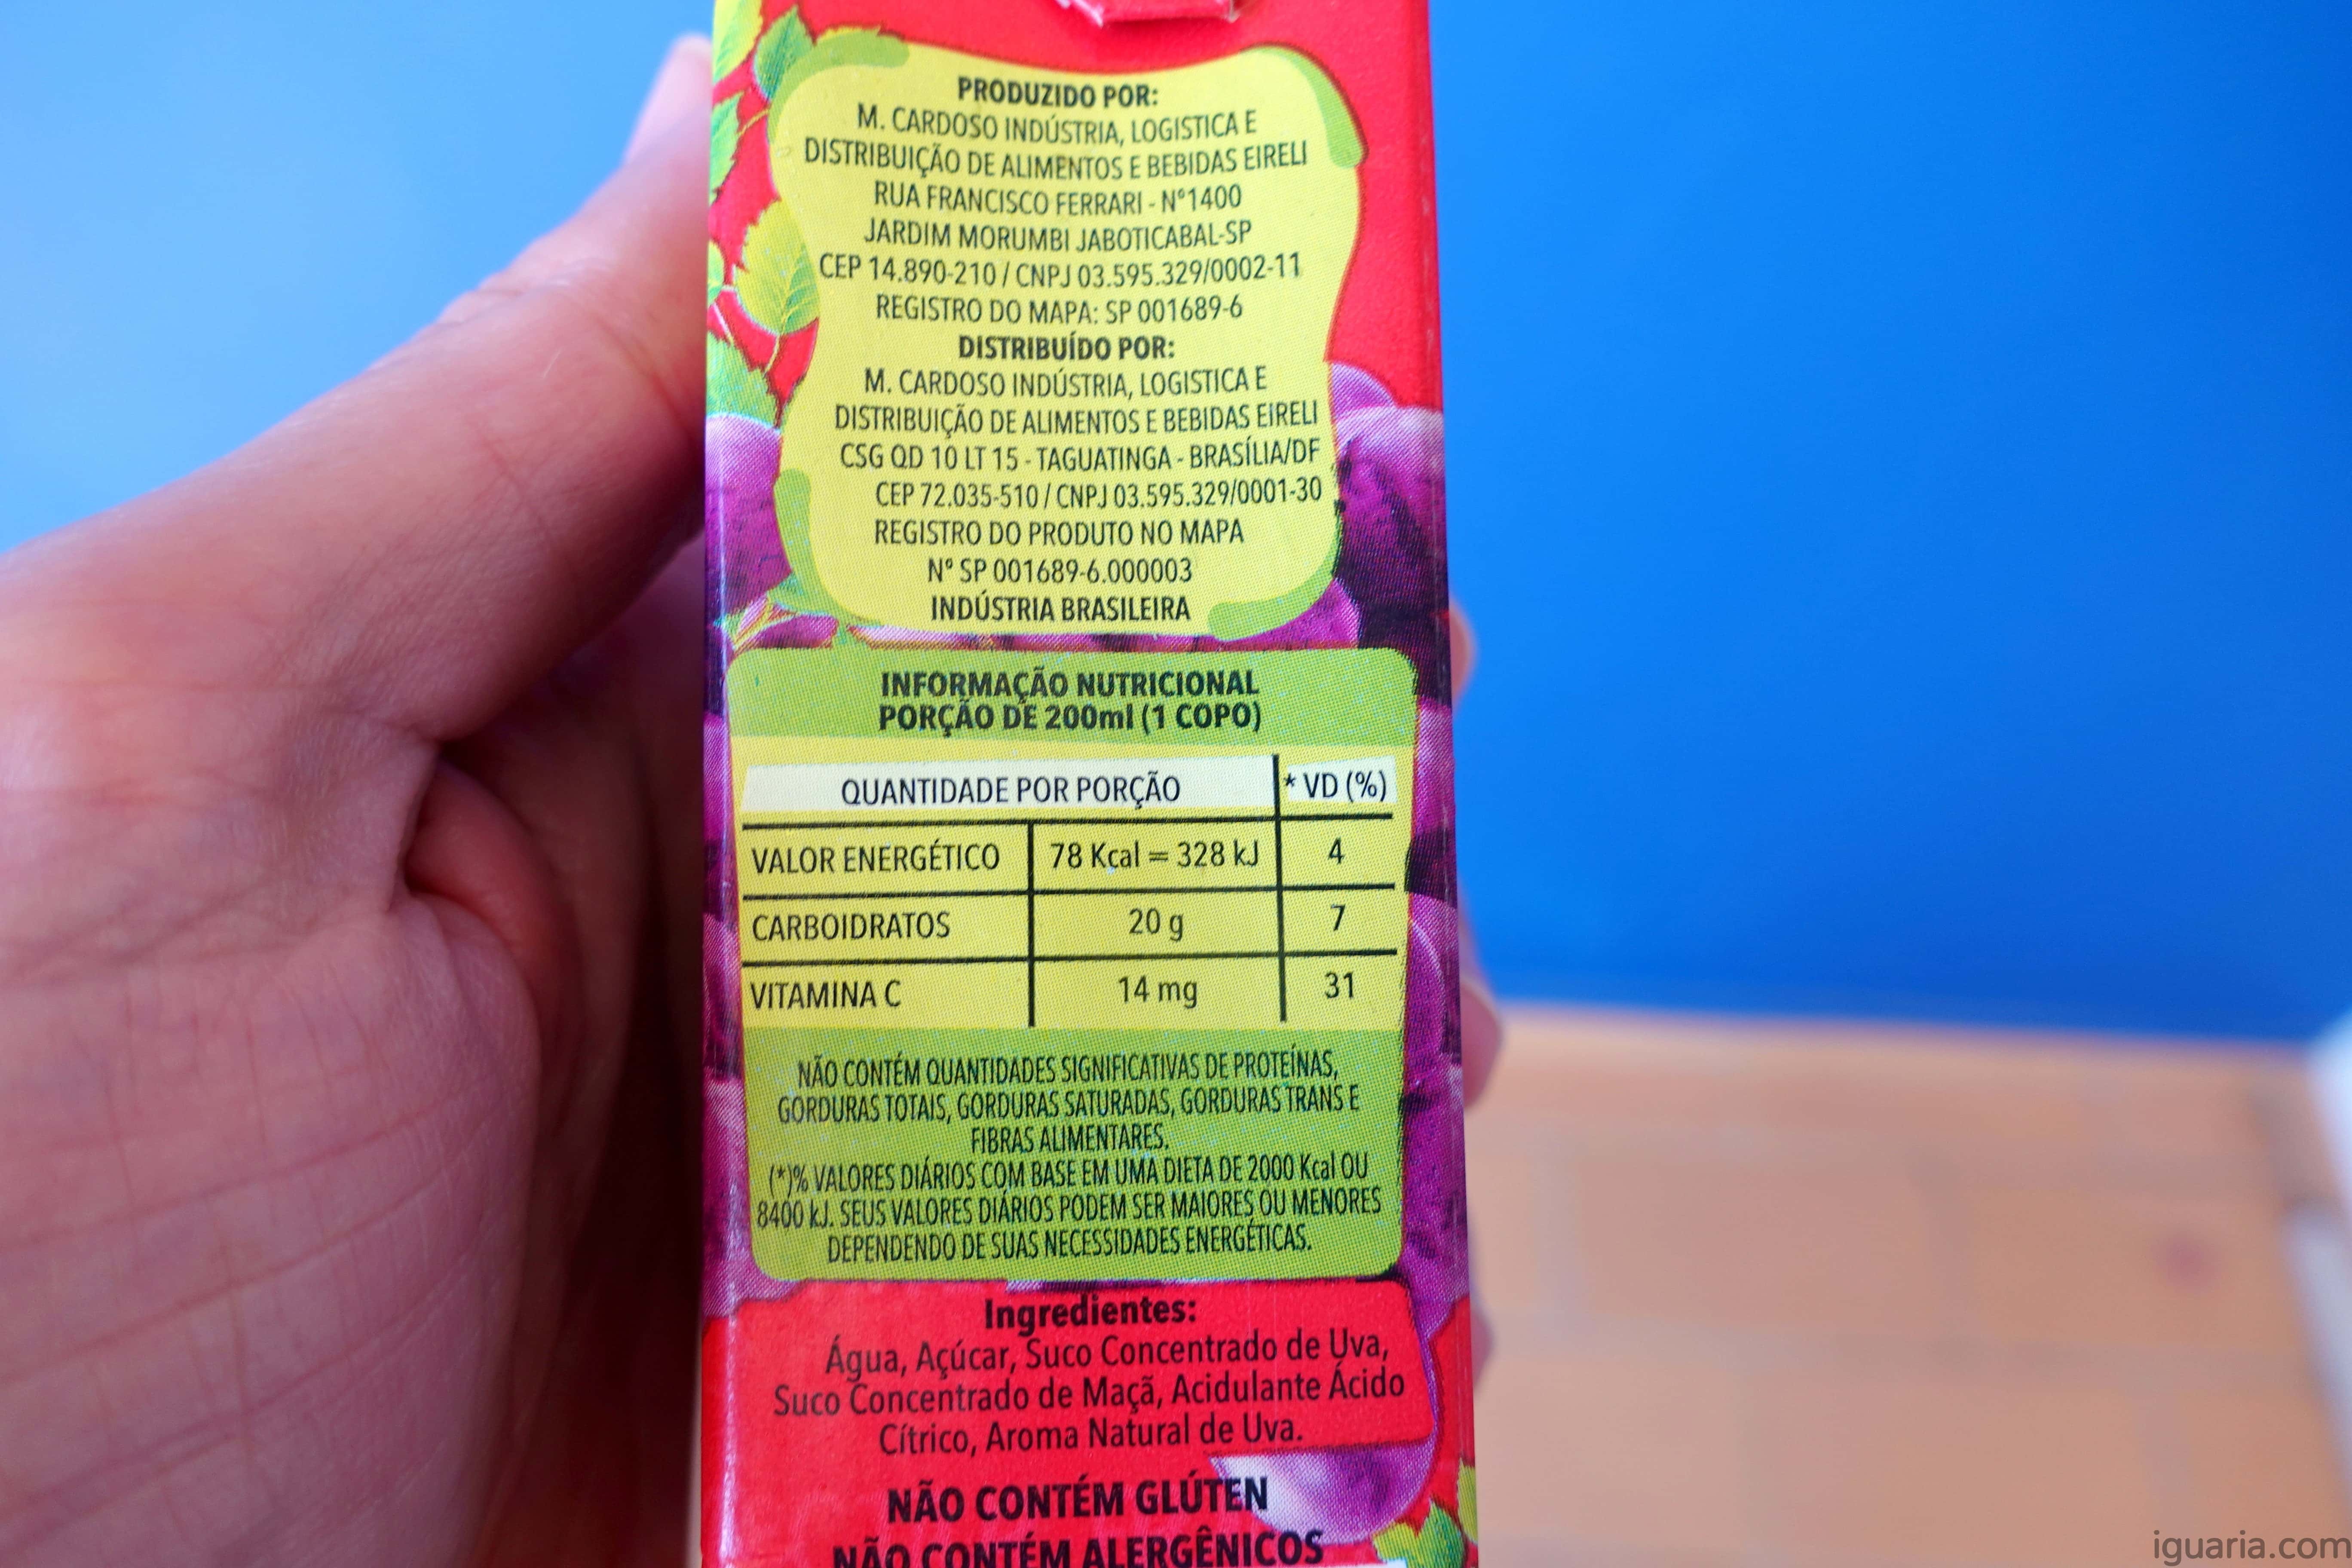 PRODUZIDO POR:
M. CARDOSO INDÚSTRIA, LOGISTICA E
DISTRIBUIÇÃO DE ALIMENTOS E BEBIDAS EIRELI
RUA FRANCISCO FERRARI - Nº1400
JARDIM MORUMBI JABOTICABAL-SP
CEP 14.890-210 / CNPJ 03.595.329/0002-11
REGISTRO DO MAPA: SP 001689-6
DISTRIBUÍDO POR:
M. CARDOSO INDÚSTRIA, LOGISTICA E
DISTRIBUIÇÃO DE ALIMENTOS E BEBIDAS EIRELI
CSG QD 10 LT 15 - TAGUATINGA - BRASÍLIA/DF
CEP 72.035-510 / CNPJ 03.595.329/0001-30
REGISTRO DO PRODUTO NO MAPA
Nº SP 001689-6.000003
INDÚSTRIA BRASILEIRA
INFORMAÇÃO NUTRICIONAL
PORÇÃO DE 200ml (1 COPO)
QUANTIDADE POR PORÇÃO * VD (%)
VALOR ENERGÉTICO 78 Kcal = 328 kJ 4
CARBOIDRATOS 20 g 7
VITAMINA C 14 mg 31
NÃO CONTÉM QUANTIDADES SIGNIFICATIVAS DE PROTEÍNAS,
GORDURAS TOTAIS, GORDURAS SATURADAS, GORDURAS TRANS E
FIBRAS ALIMENTARES.
(*)% VALORES DIÁRIOS COM BASE EM UMA DIETA DE 2000 Kcal OU
8400 kJ. SEUS VALORES DIÁRIOS PODEM SER MAIORES OU MENORES
DEPENDENDO DE SUAS NECESSIDADES ENERGÉTICAS.
Ingredientes:
Água, Açúcar, Suco Concentrado de Uva,
Suco Concentrado de Maçã, Acidulante Ácido
Cítrico, Aroma Natural de Uva.
NÃO CONTÉM GLÚTEN
NÃO CONTÉM ALERGÊNICOS
iguaria.com